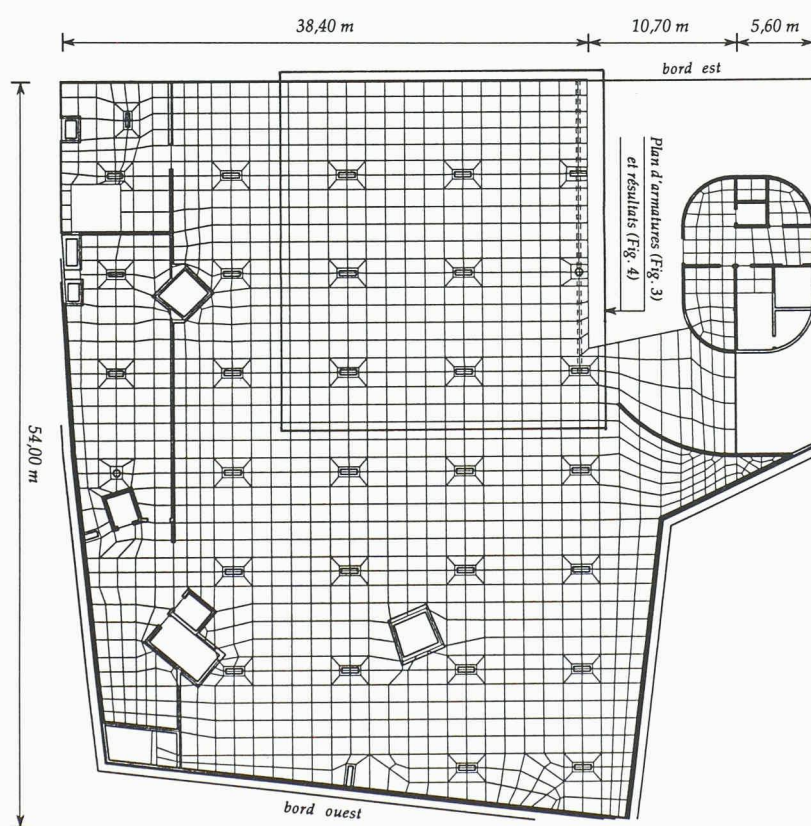 38,40 m
10,70 m
5,60 m
bord est
Plan d'armatures (Fig. 3)
et résultats (Fig. 4)
54,00 m
bord ouest